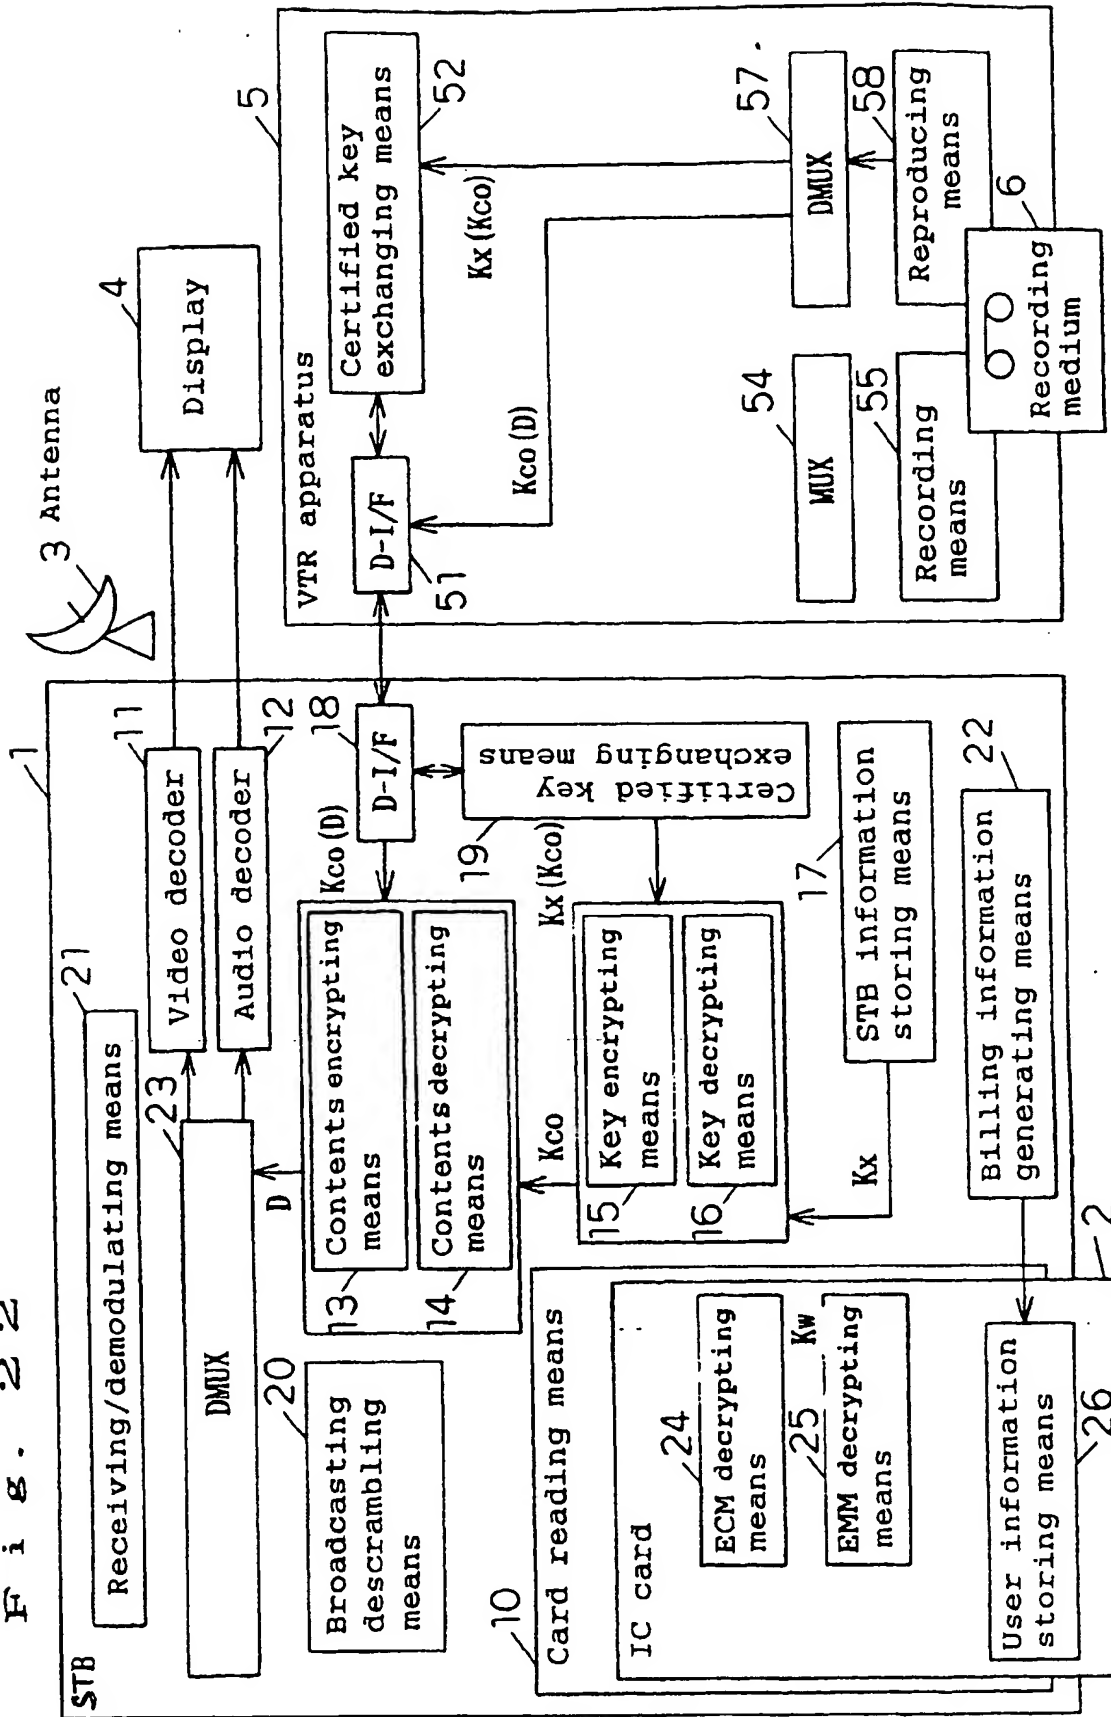 Fig. 22
STB
1
Receiving/demodulating means
21
DMUX
23
Video decoder
11
Audio decoder
12
3 Antenna
Display
4
D
Broadcasting
descrambling
means
20
Contents encrypting
means
13
Contents decrypting
means
14
Kco(D)
D-I/F
18
Certified key
exchanging means
19
Kx(Kco)
Kco
Key encrypting
means
15
Key decrypting
means
16
Kx
STB information
storing means
17
Billing information
generating means
22
10
Card reading means
IC card
2
24
ECM decrypting
means
25
Kw
EMM decrypting
means
User information
storing means
26
5
VTR apparatus
D-I/F
51
Certified key
exchanging means
52
Kx(Kco)
Kco(D)
MUX
54
DMUX
57
Recording
means
55
Reproducing
means
58
Recording
medium
6